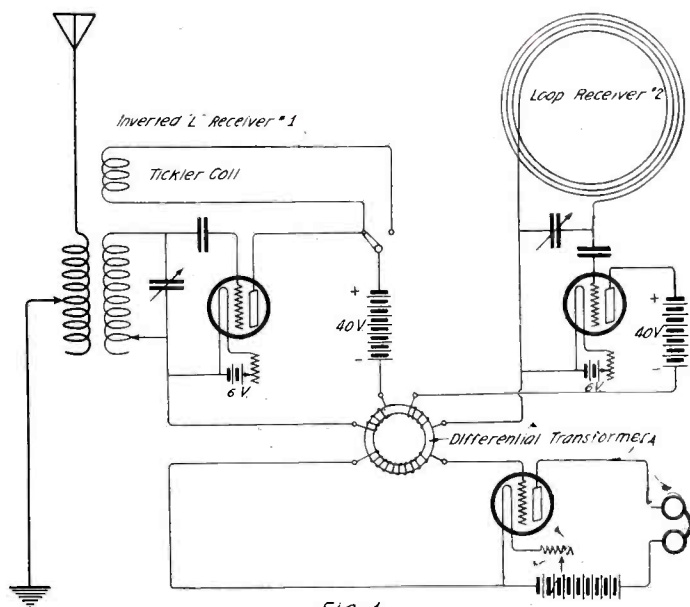 Inverted "L" Receiver #1
Loop Receiver #2
Tickler Coil
+
40V
-
6 V.
+
40V
-
6V.
Differential Transformer
A
FIG. 1